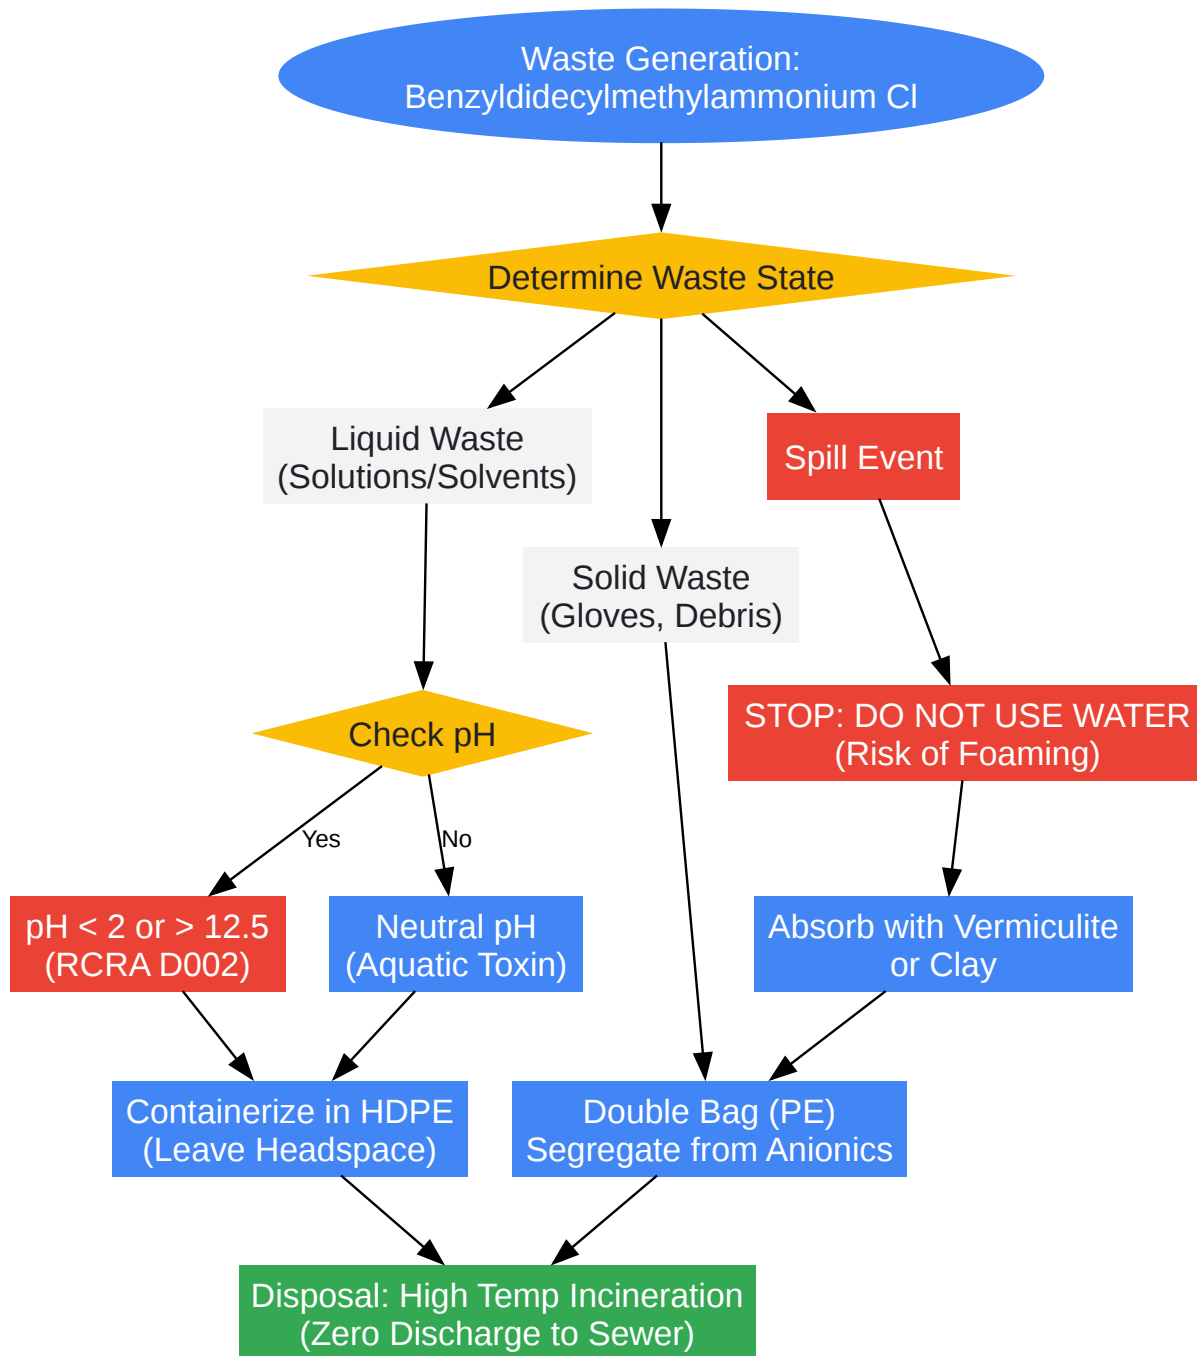 Waste Generation:
Benzyldidecylmethylammonium Cl
Determine Waste State
Liquid Waste
(Solutions/Solvents)
Spill Event
Solid Waste
(Gloves, Debris)
STOP: DO NOT USE WATER
(Risk of Foaming)
Check pH
Yes
No
pH < 2 or > 12.5
(RCRA D002)
Neutral pH
(Aquatic Toxin)
Absorb with Vermiculite
or Clay
Containerize in HDPE
(Leave Headspace)
Double Bag (PE)
Segregate from Anionics
Disposal: High Temp Incineration
(Zero Discharge to Sewer)